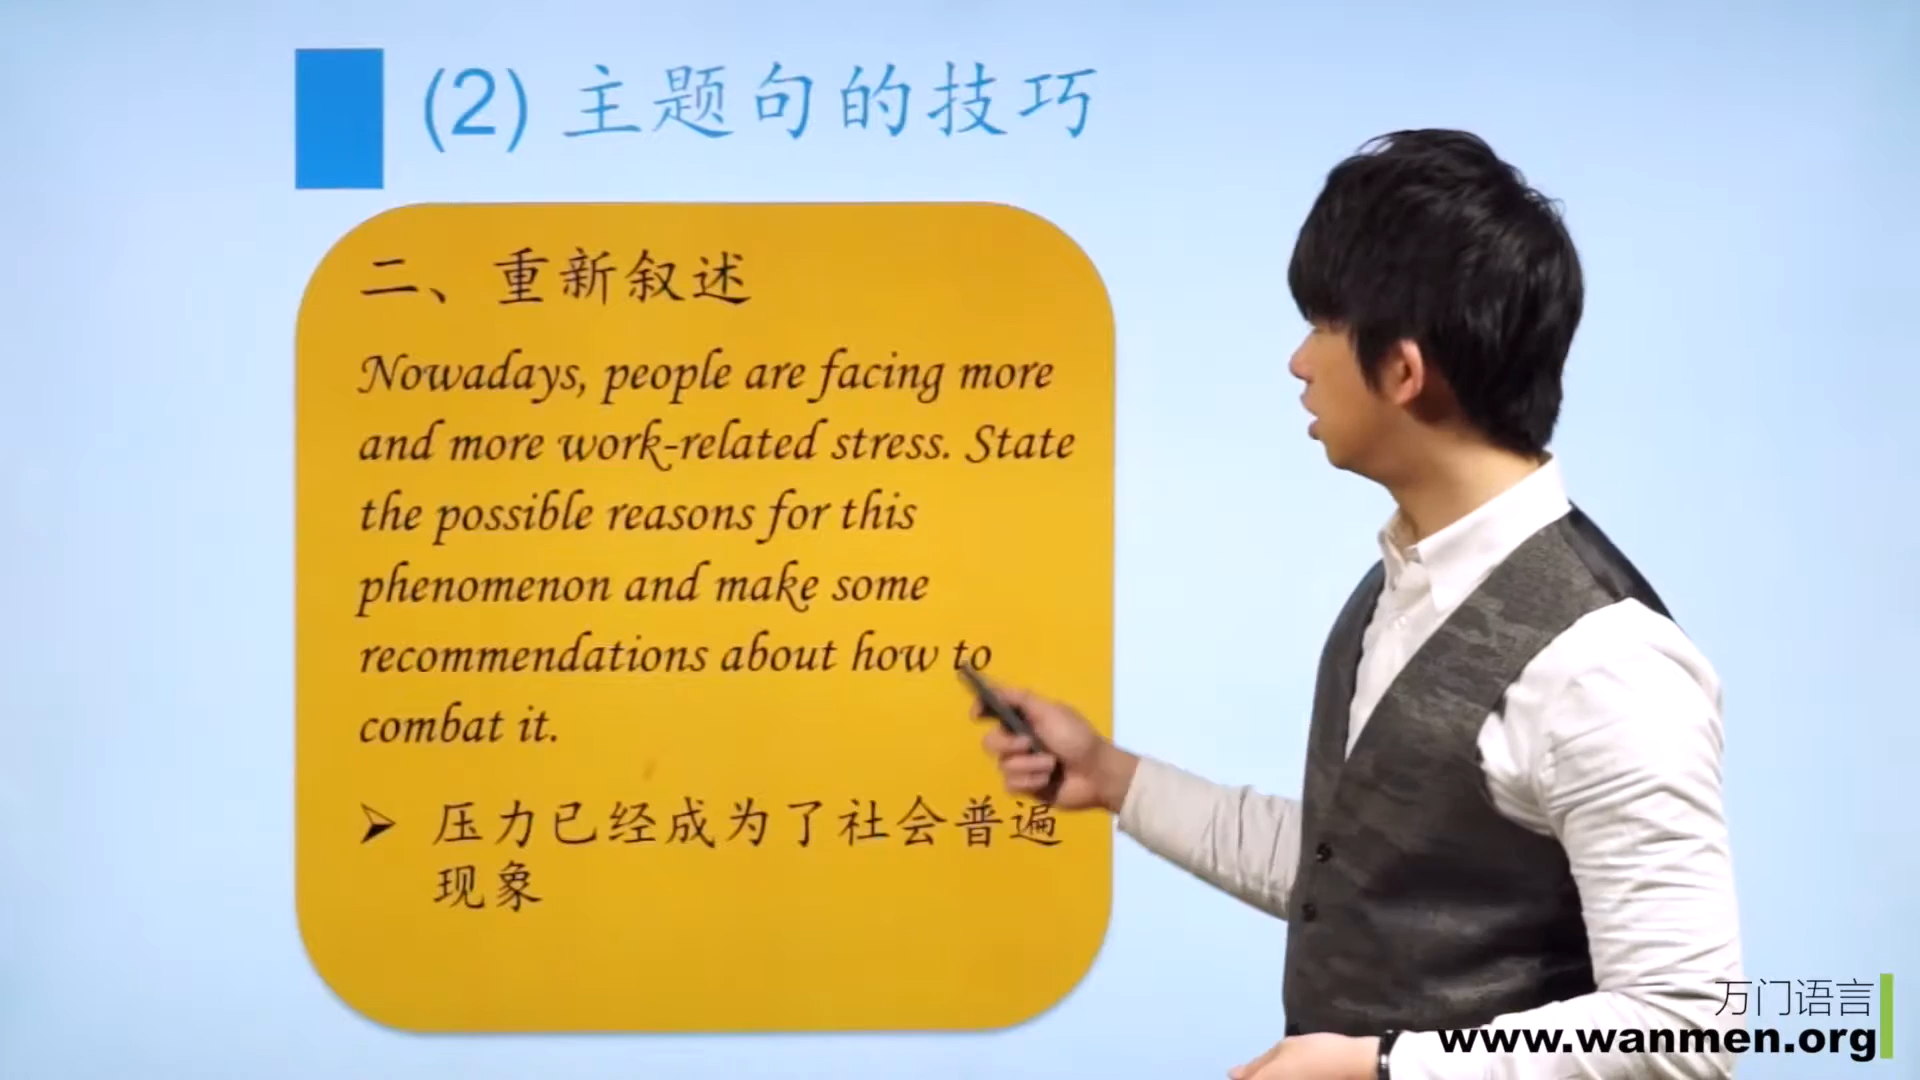 (2) 主题句的技巧
二、重新叙述
Nowadays, people are facing more
and more work-related stress. State
the possible reasons for this
phenomenon and make some
recommendations about how to
combat it.
➢ 压力已经成为了社会普遍
现象
万门语言
www.wanmen.org